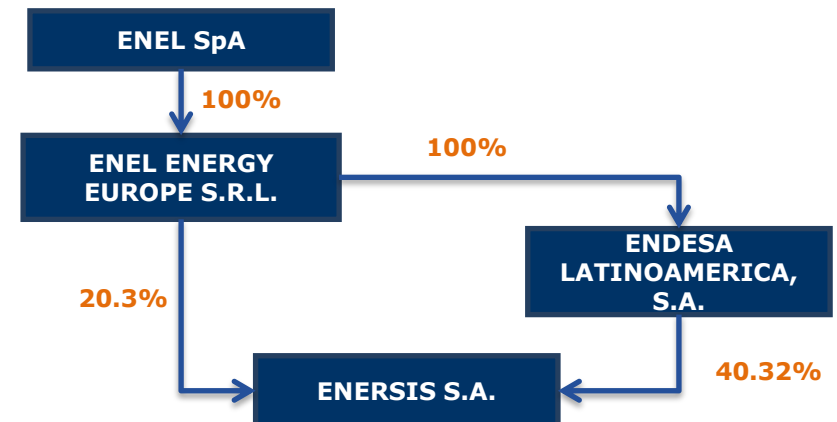 ENEL SpA
100%
ENEL ENERGY
EUROPE S.R.L.
100%
ENDESA
LATINOAMERICA,
S.A.
20.3%
40.32%
ENERSIS S.A.